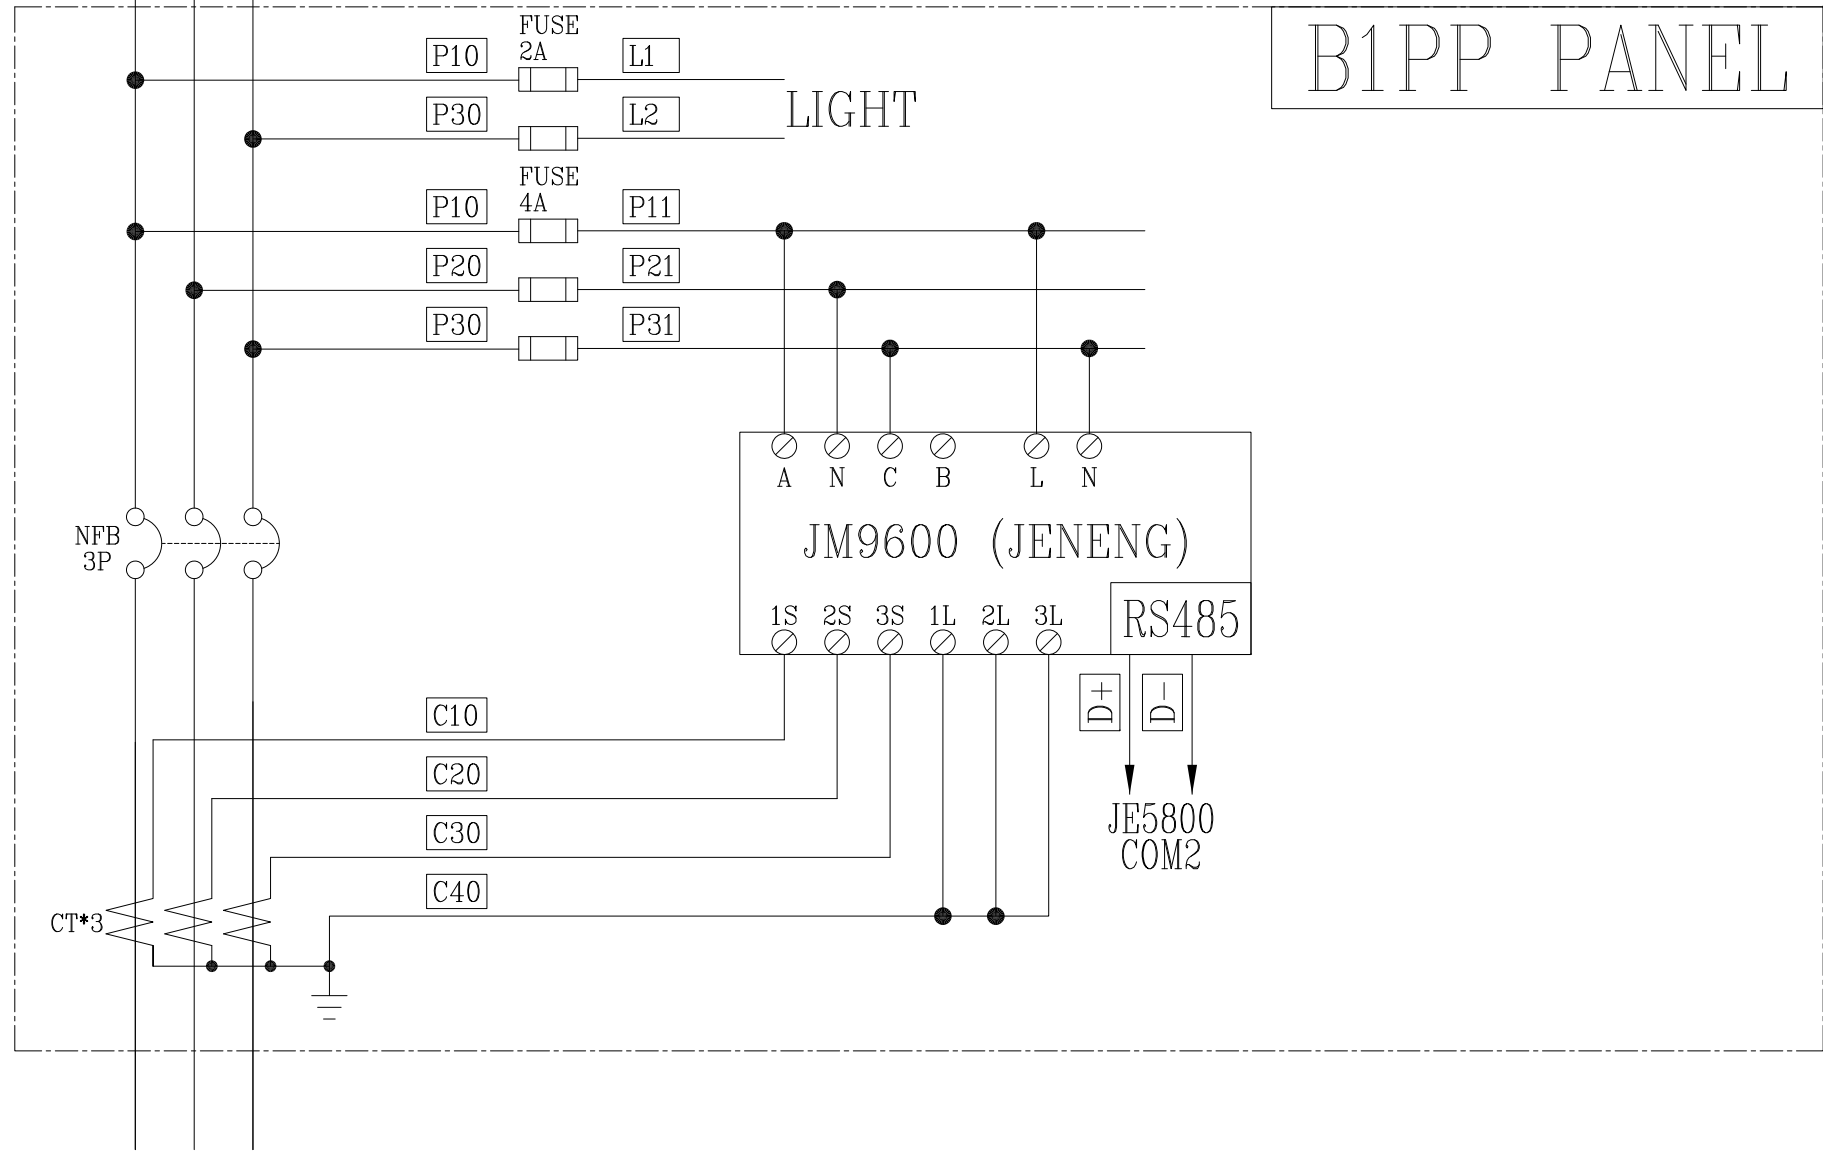 B1PP PANEL
FUSE
2A
P10
L1
P30
L2
LIGHT
FUSE
4A
P10
P11
P20
P21
P30
P31
A N C B L N
NFB
3P
JM9600 (JENENG)
1S 2S 3S 1L 2L 3L
RS485
D+
D-
C10
C20
C30
C40
JE5800
COM2
CT*3